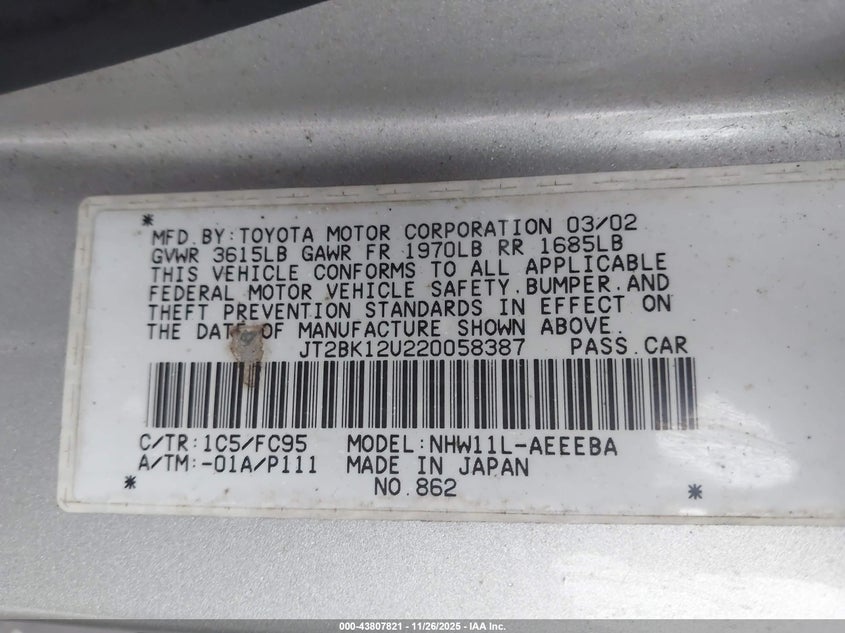 *
MFD.BY:TOYOTA MOTOR CORPORATION 03/02
GVWR 3615LB GAWR FR 1970LB RR 1685LB
THIS VEHICLE CONFORMS TO ALL APPLICABLE
FEDERAL MOTOR VEHICLE SAFETY.BUMPER.AND
THEFT PREVENTION STANDARDS IN EFFECT ON
THE DATE OF MANUFACTURE SHOWN ABOVE.
JT2BK12U220058387 PASS.CAR
C/TR:1C5/FC95 MODEL:NHW11L-AEEEBA
A/TM:-01A/P111 MADE IN JAPAN
* NO.862 *
000-43807821 | 11/26/2025 - IAA Inc.